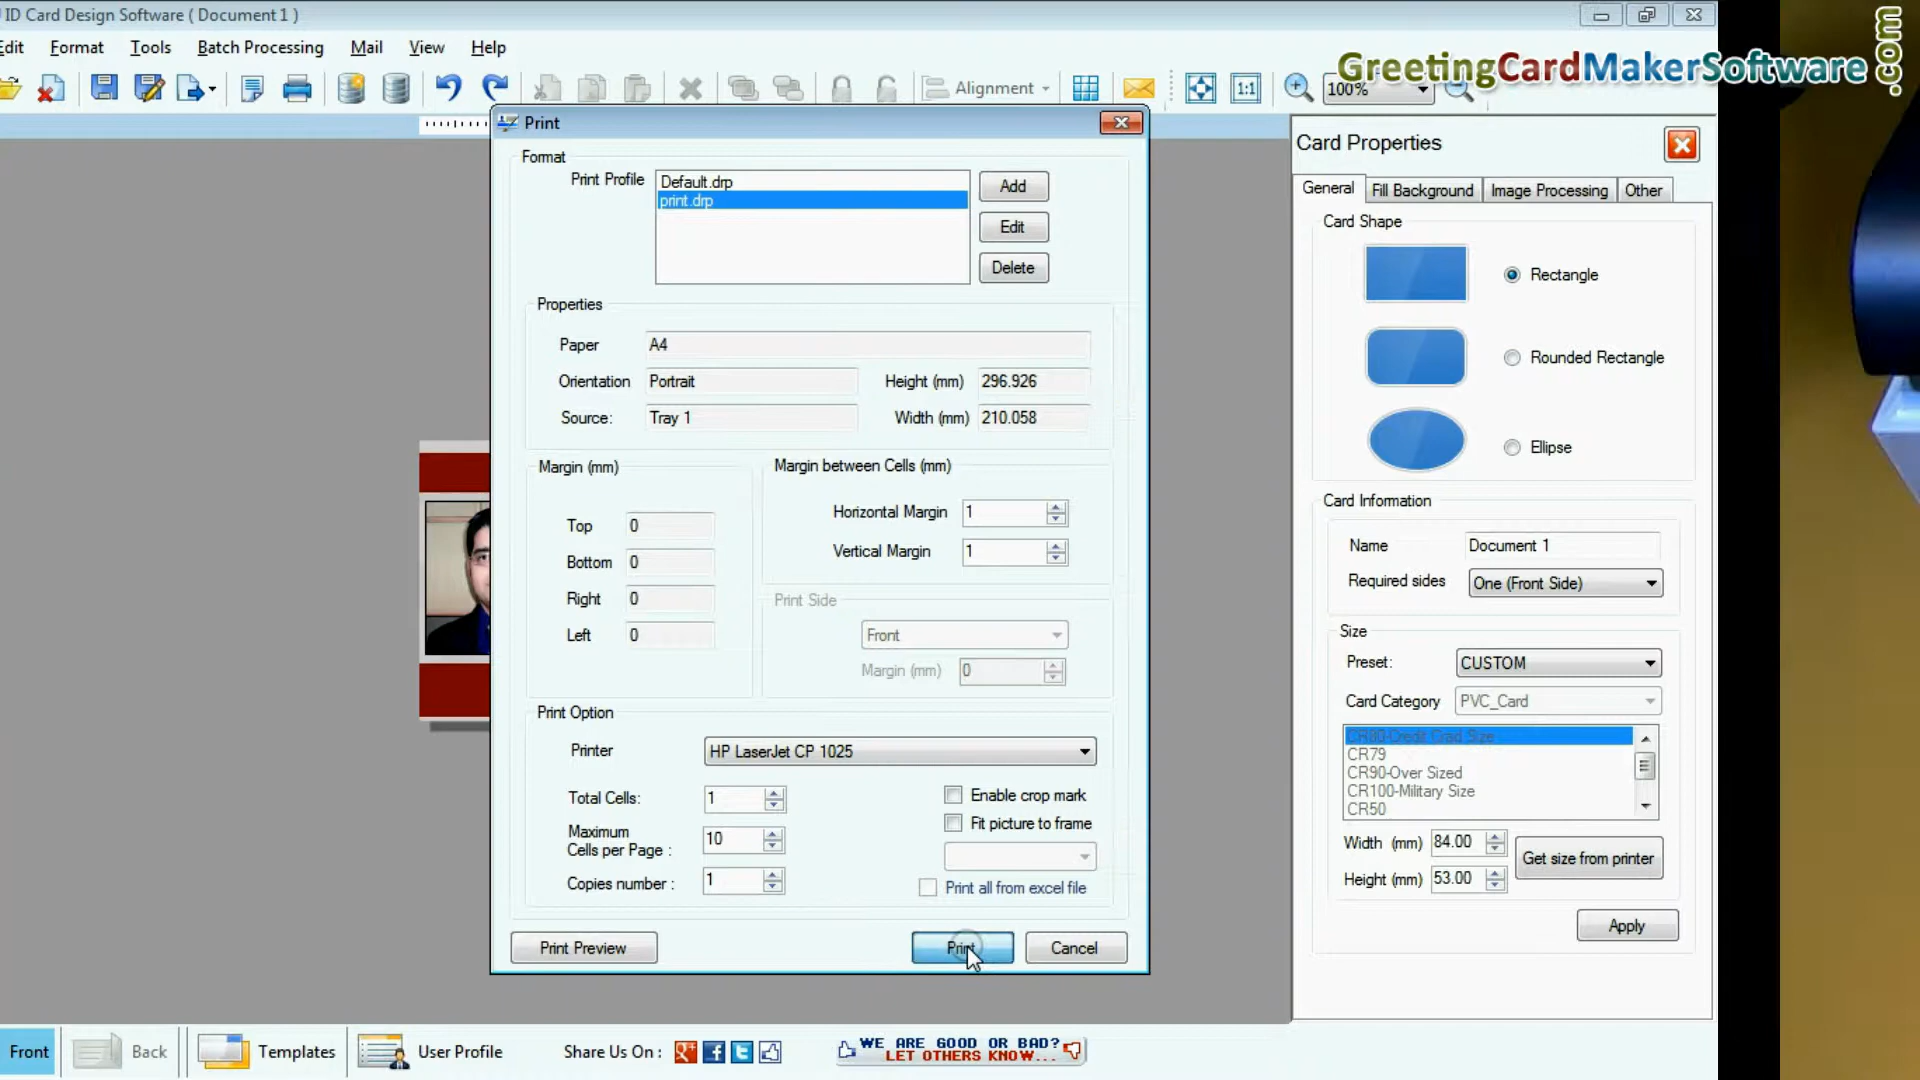 ID Card Design Software ( Document 1 )
Edit Format Tools Batch Processing Mail View Help
GreetingCardMakerSoftware.com
Alignment 1:1 100%
Print
Format
Print Profile
Default.drp
print.drp
Add
Edit
Delete
Properties
Paper A4
Orientation Portrait Height (mm) 296.926
Source: Tray 1 Width (mm) 210.058
Margin (mm)
Top 0
Bottom 0
Right 0
Left 0
Margin between Cells (mm)
Horizontal Margin 1
Vertical Margin 1
Print Side
Front
Margin (mm) 0
Print Option
Printer HP LaserJet CP 1025
Total Cells: 1
Maximum
Cells per Page : 10
Copies number : 1
Enable crop mark
Fit picture to frame
Print all from excel file
Print Preview Print Cancel
Card Properties
General Fill Background Image Processing Other
Card Shape
Rectangle
Rounded Rectangle
Ellipse
Card Information
Name Document 1
Required sides One (Front Side)
Size
Preset: CUSTOM
Card Category PVC_Card
CR80-Credit Crad Size
CR79
CR90-Over Sized
CR100-Military Size
CR50
Width (mm) 84.00
Height (mm) 53.00
Get size from printer
Apply
Front Back Templates User Profile Share Us On :
WE ARE GOOD OR BAD?
LET OTHERS KNOW...